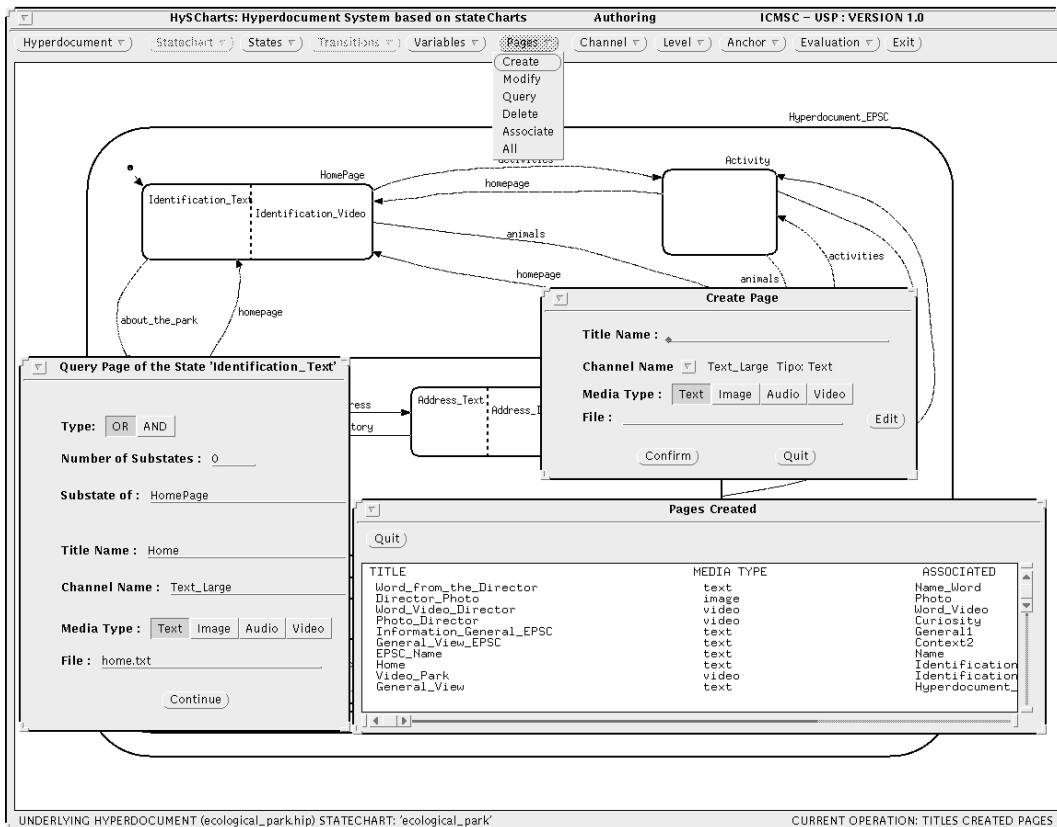 HySCharts: Hyperdocument System based on stateCharts Authoring ICMSC - USP : VERSION 1.0
Hyperdocument Statechart States Transitions Variables Pages Channel Level Anchor Evaluation Exit
Create
Modify
Query
Delete
Associate
All
Hyperdocument_EPSC
activities
HomePage
Activity
homepage
Identification_Text
Identification_Video
animals
activities
homepage
animals
about_the_park
homepage
Create Page
Title Name :
Channel Name Text_Large Tipo: Text
Media Type : Text Image Audio Video
File : Edit
Confirm Quit
Query Page of the State 'Identification_Text'
Type: OR AND
Number of Substates : 0
Substate of : HomePage
Title Name : Home
Channel Name : Text_Large
Media Type : Text Image Audio Video
File : home.txt
Continue
ress
tory
Address_Text
Address_I
Pages Created
Quit
TITLE MEDIA TYPE ASSOCIATED
Word_from_the_Director text Name_Word
Director_Photo image Photo
Word_Video_Director video Word_Video
Photo_Director video Curiosity
Information_General_EPSC text General1
General_View_EPSC text Context2
EPSC_Name text Name
Home text Identification
Video_Park video Identification
General_View text Hyperdocument_
UNDERLYING HYPERDOCUMENT (ecological_park.hip) STATECHART: 'ecological_park' CURRENT OPERATION: TITLES CREATED PAGES